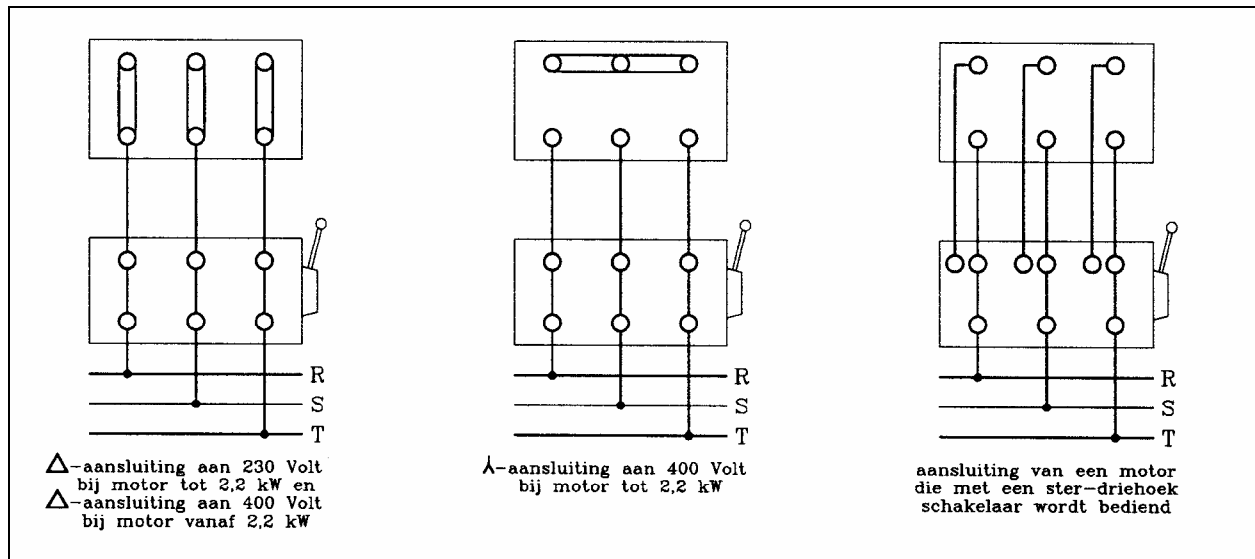 R
S
T
△-aansluiting aan 230 Volt
bij motor tot 2,2 kW en
△-aansluiting aan 400 Volt
bij motor vanaf 2,2 kW
R
S
T
⅄-aansluiting aan 400 Volt
bij motor tot 2,2 kW
R
S
T
aansluiting van een motor
die met een ster-driehoek
schakelaar wordt bediend